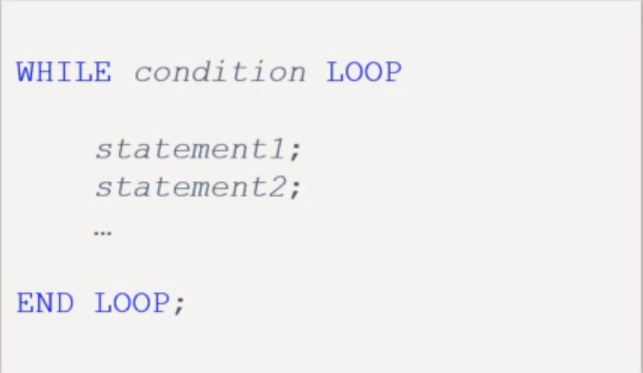 WHILE condition LOOP
statement1;
statement2;
…
END LOOP;